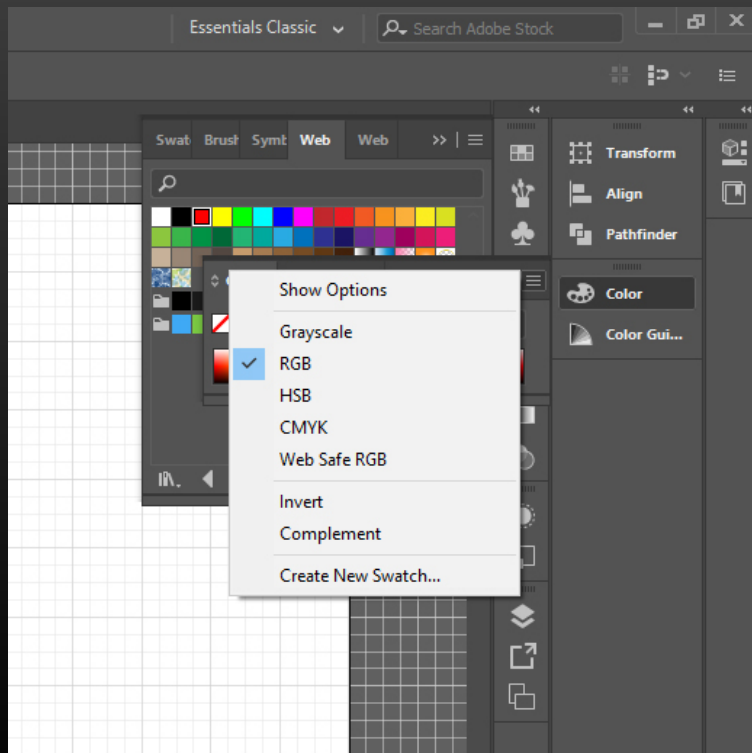 Essentials Classic
Search Adobe Stock
Swat Brush Symb Web Web
Transform
Align
Pathfinder
Color
Color Gui...
Show Options
Grayscale
RGB
HSB
CMYK
Web Safe RGB
Invert
Complement
Create New Swatch...